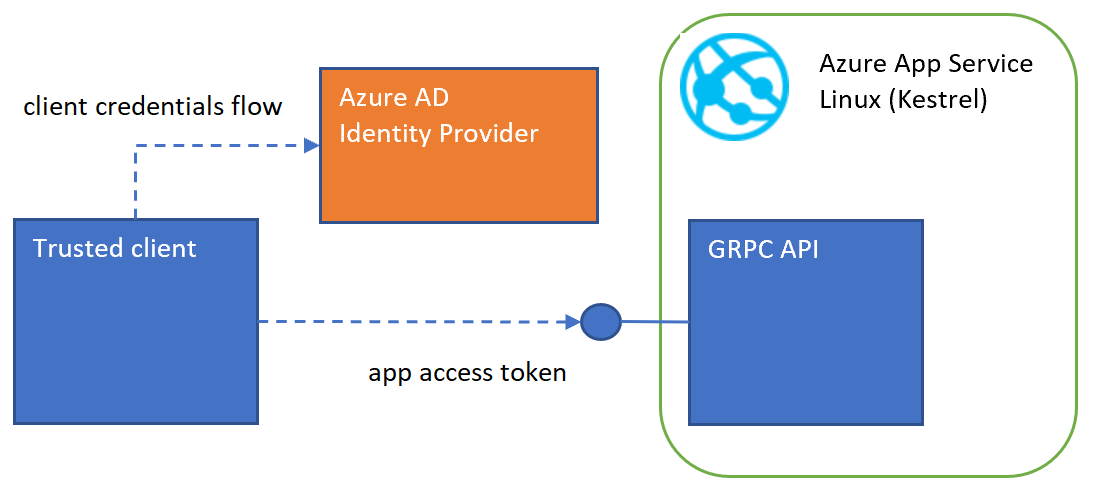 client credentials flow
Azure AD
Identity Provider
Azure App Service
Linux (Kestrel)
Trusted client
GRPC API
app access token